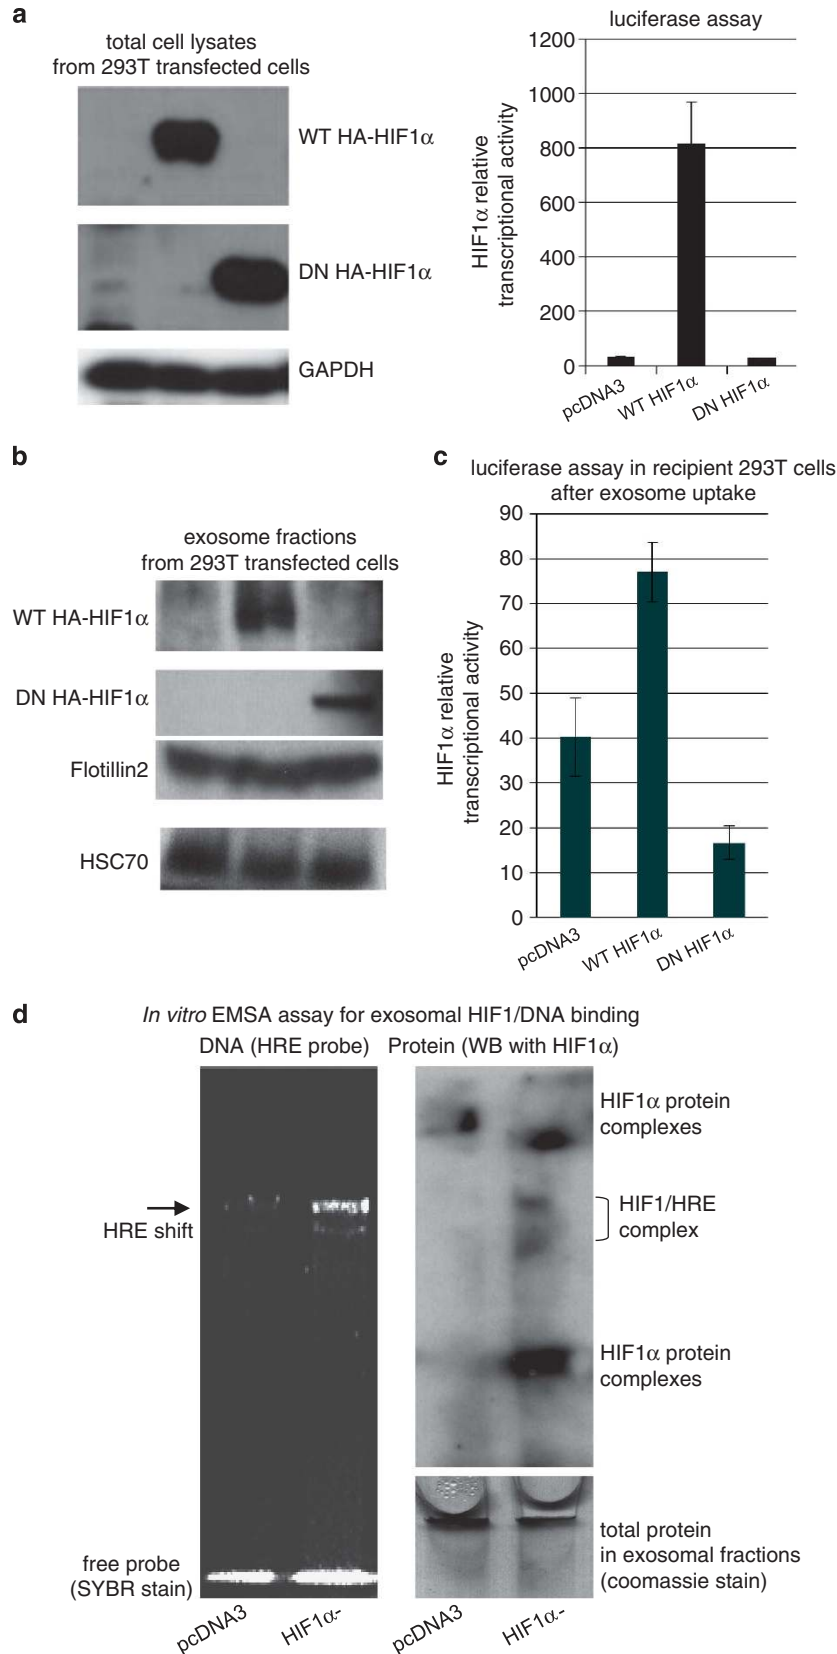 a
total cell lysates
from 293T transfected cells
WT HA-HIF1α
DN HA-HIF1α
GAPDH
luciferase assay
HIF1α relative
transcriptional activity
1200
1000
800
600
400
200
0
pcDNA3
WT HIF1α
DN HIF1α
b
exosome fractions
from 293T transfected cells
WT HA-HIF1α
DN HA-HIF1α
Flotillin2
HSC70
c
luciferase assay in recipient 293T cells
after exosome uptake
HIF1α relative
transcriptional activity
90
80
70
60
50
40
30
20
10
0
pcDNA3
WT HIF1α
DN HIF1α
d
In vitro EMSA assay for exosomal HIF1/DNA binding
DNA (HRE probe)
Protein (WB with HIF1α)
HRE shift
free probe
(SYBR stain)
HIF1α protein
complexes
HIF1/HRE
complex
HIF1α protein
complexes
total protein
in exosomal fractions
(coomassie stain)
pcDNA3
HIF1α-
pcDNA3
HIF1α-